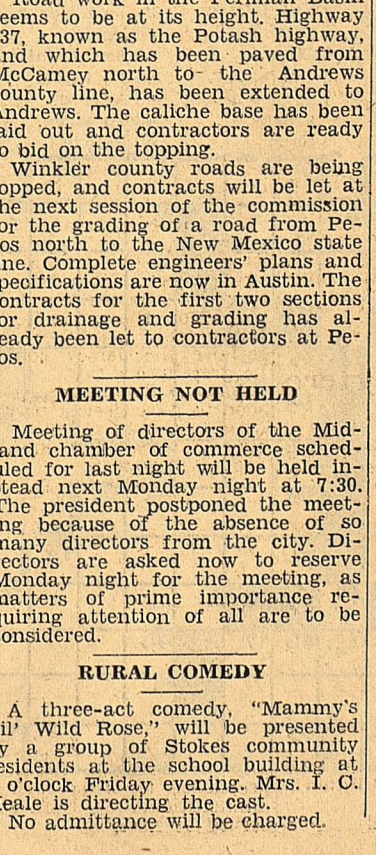 Road work in the Permian Basin
eems to be at its height. Highway
37, known as the Potash highway,
nd which has been paved from
McCamey north to the Andrews
ounty line, has been extended to
Andrews. The caliche base has been
aid out and contractors are ready
o bid on the topping.
Winkler county roads are being
opped, and contracts will be let at
he next session of the commission
or the grading of a road from Pe-
os north to the New Mexico state
ine. Complete engineers' plans and
pecifications are now in Austin. The
ontracts for the first two sections
or drainage and grading has al-
eady been let to contractors at Pe-
os.
MEETING NOT HELD
Meeting of directors of the Mid-
and chamber of commerce sched-
uled for last night will be held in-
tead next Monday night at 7:30.
The president postponed the meet-
ng because of the absence of so
many directors from the city. Di-
ectors are asked now to reserve
Monday night for the meeting, as
matters of prime importance re-
quiring attention of all are to be
onsidered.
RURAL COMEDY
A three-act comedy, "Mammy's
il' Wild Rose," will be presented
y a group of Stokes community
esidents at the school building at
o'clock Friday evening. Mrs. I. C.
eale is directing the cast.
No admittance will be charged.